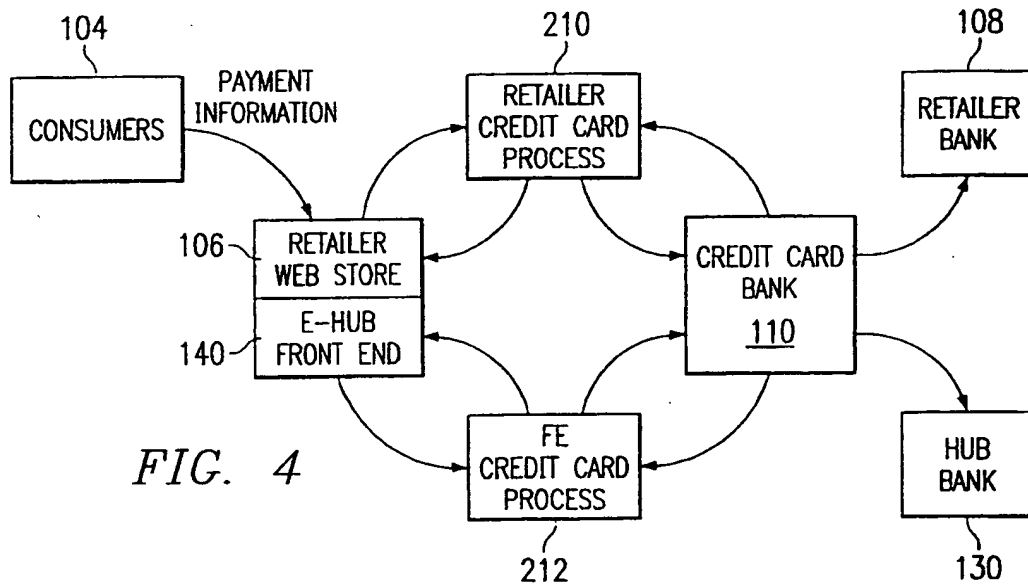 104
CONSUMERS
PAYMENT
INFORMATION
210
RETAILER
CREDIT CARD
PROCESS
108
RETAILER
BANK
106
RETAILER
WEB STORE
140
E-HUB
FRONT END
CREDIT CARD
BANK
110
FE
CREDIT CARD
PROCESS
212
HUB
BANK
130
FIG. 4